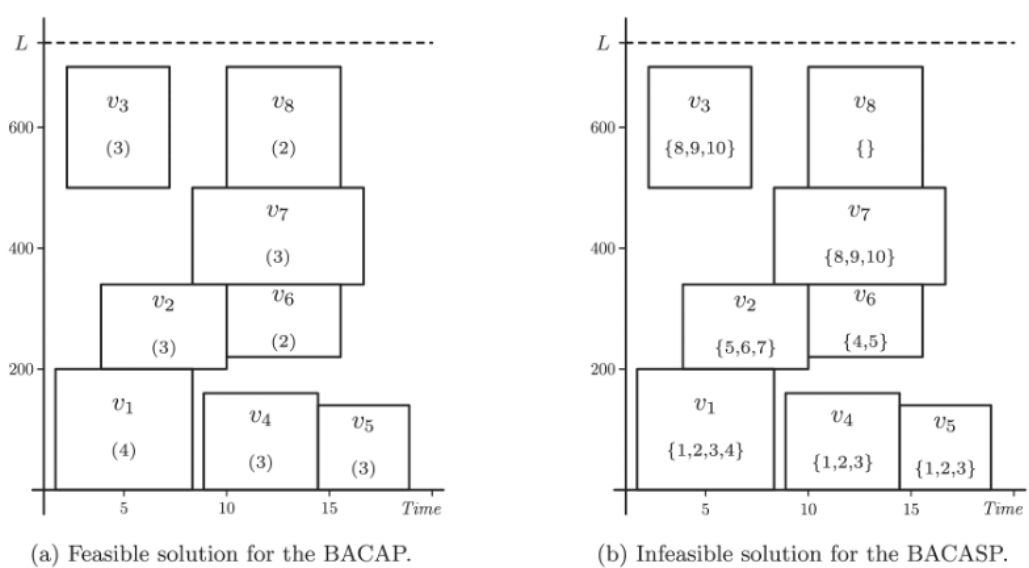 L
600
400
200
v3
(3)
v8
(2)
v7
(3)
v2
(3)
v6
(2)
v1
(4)
v4
(3)
v5
(3)
5
10
15
Time
(a) Feasible solution for the BACAP.
L
600
400
200
v3
{8,9,10}
v8
{}
v7
{8,9,10}
v2
{5,6,7}
v6
{4,5}
v1
{1,2,3,4}
v4
{1,2,3}
v5
{1,2,3}
5
10
15
Time
(b) Infeasible solution for the BACASP.